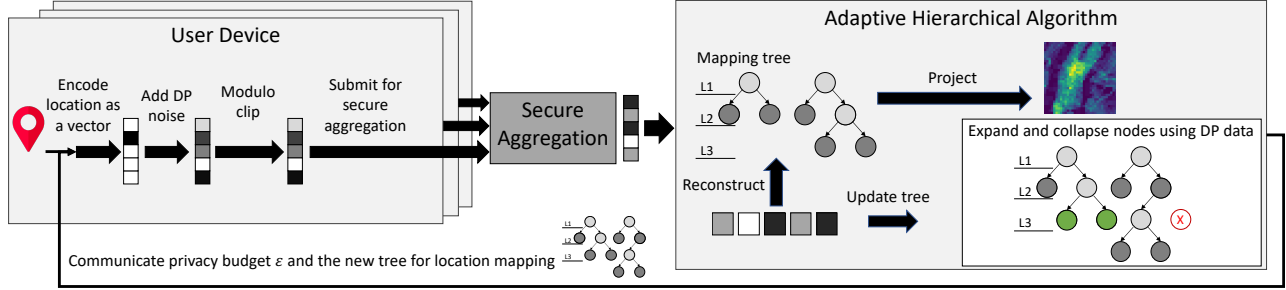 User Device
Encode
location as
a vector
Add DP
noise
Modulo
clip
Submit for
secure
aggregation
Secure
Aggregation
Adaptive Hierarchical Algorithm
Mapping tree
L1
L2
L3
Project
Reconstruct
Update tree
Expand and collapse nodes using DP data
L1
L2
L3
X
Communicate privacy budget ε and the new tree for location mapping
L1
L2
L3